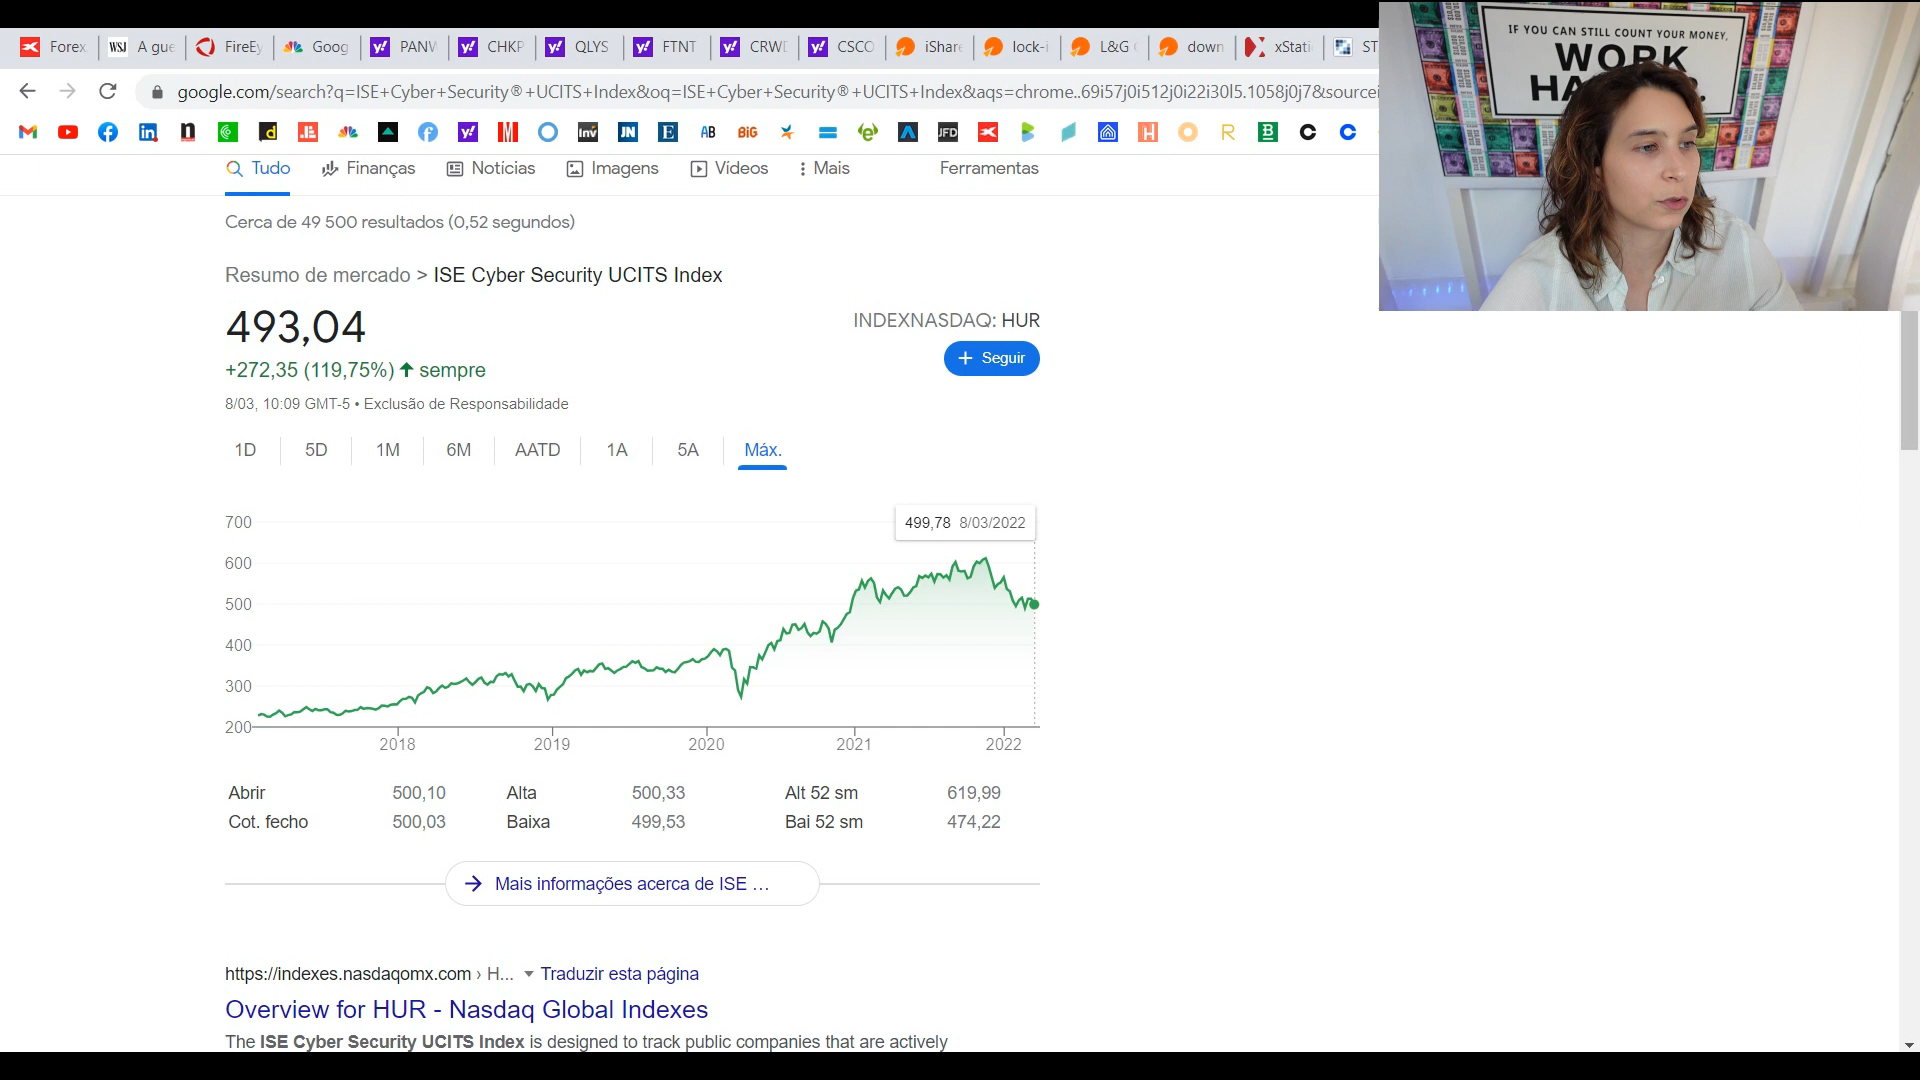 Forex
WSJ A gue
FireEy
Goog
y! PANW
y! CHKP
y! QLYS
y! FTNT
y! CRWD
y! CSCO
iShare
lock-i
L&G
down
xStati
ST
google.com/search?q=ISE+Cyber+Security®+UCITS+Index&oq=ISE+Cyber+Security®+UCITS+Index&aqs=chrome..69i57j0i512j0i22i30l5.1058j0j7&sourcei
Inv JN E AB BiG JFD
IF YOU CAN STILL COUNT YOUR MONEY,
WORK
Tudo Finanças Notícias Imagens Vídeos Mais Ferramentas
Cerca de 49 500 resultados (0,52 segundos)
Resumo de mercado > ISE Cyber Security UCITS Index
493,04
INDEXNASDAQ: HUR
+ Seguir
+272,35 (119,75%) sempre
8/03, 10:09 GMT-5 • Exclusão de Responsabilidade
1D 5D 1M 6M AATD 1A 5A Máx.
499,78 8/03/2022
700
600
500
400
300
200
2018 2019 2020 2021 2022
Abrir 500,10 Alta 500,33 Alt 52 sm 619,99
Cot. fecho 500,03 Baixa 499,53 Bai 52 sm 474,22
Mais informações acerca de ISE …
https://indexes.nasdaqomx.com › H... Traduzir esta página
Overview for HUR - Nasdaq Global Indexes
The ISE Cyber Security UCITS Index is designed to track public companies that are actively